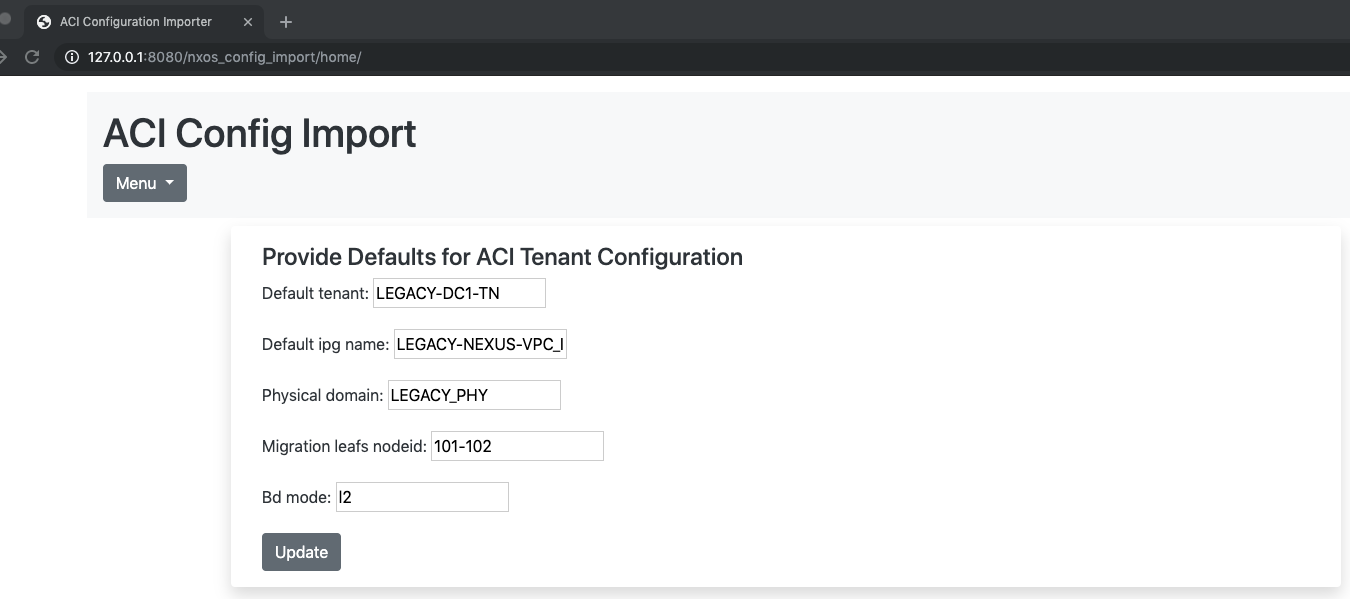 ACI Configuration Importer
127.0.0.1:8080/nxos_config_import/home/
ACI Config Import
Menu
Provide Defaults for ACI Tenant Configuration
Default tenant: LEGACY-DC1-TN
Default ipg name: LEGACY-NEXUS-VPC_I
Physical domain: LEGACY_PHY
Migration leafs nodeid: 101-102
Bd mode: l2
Update